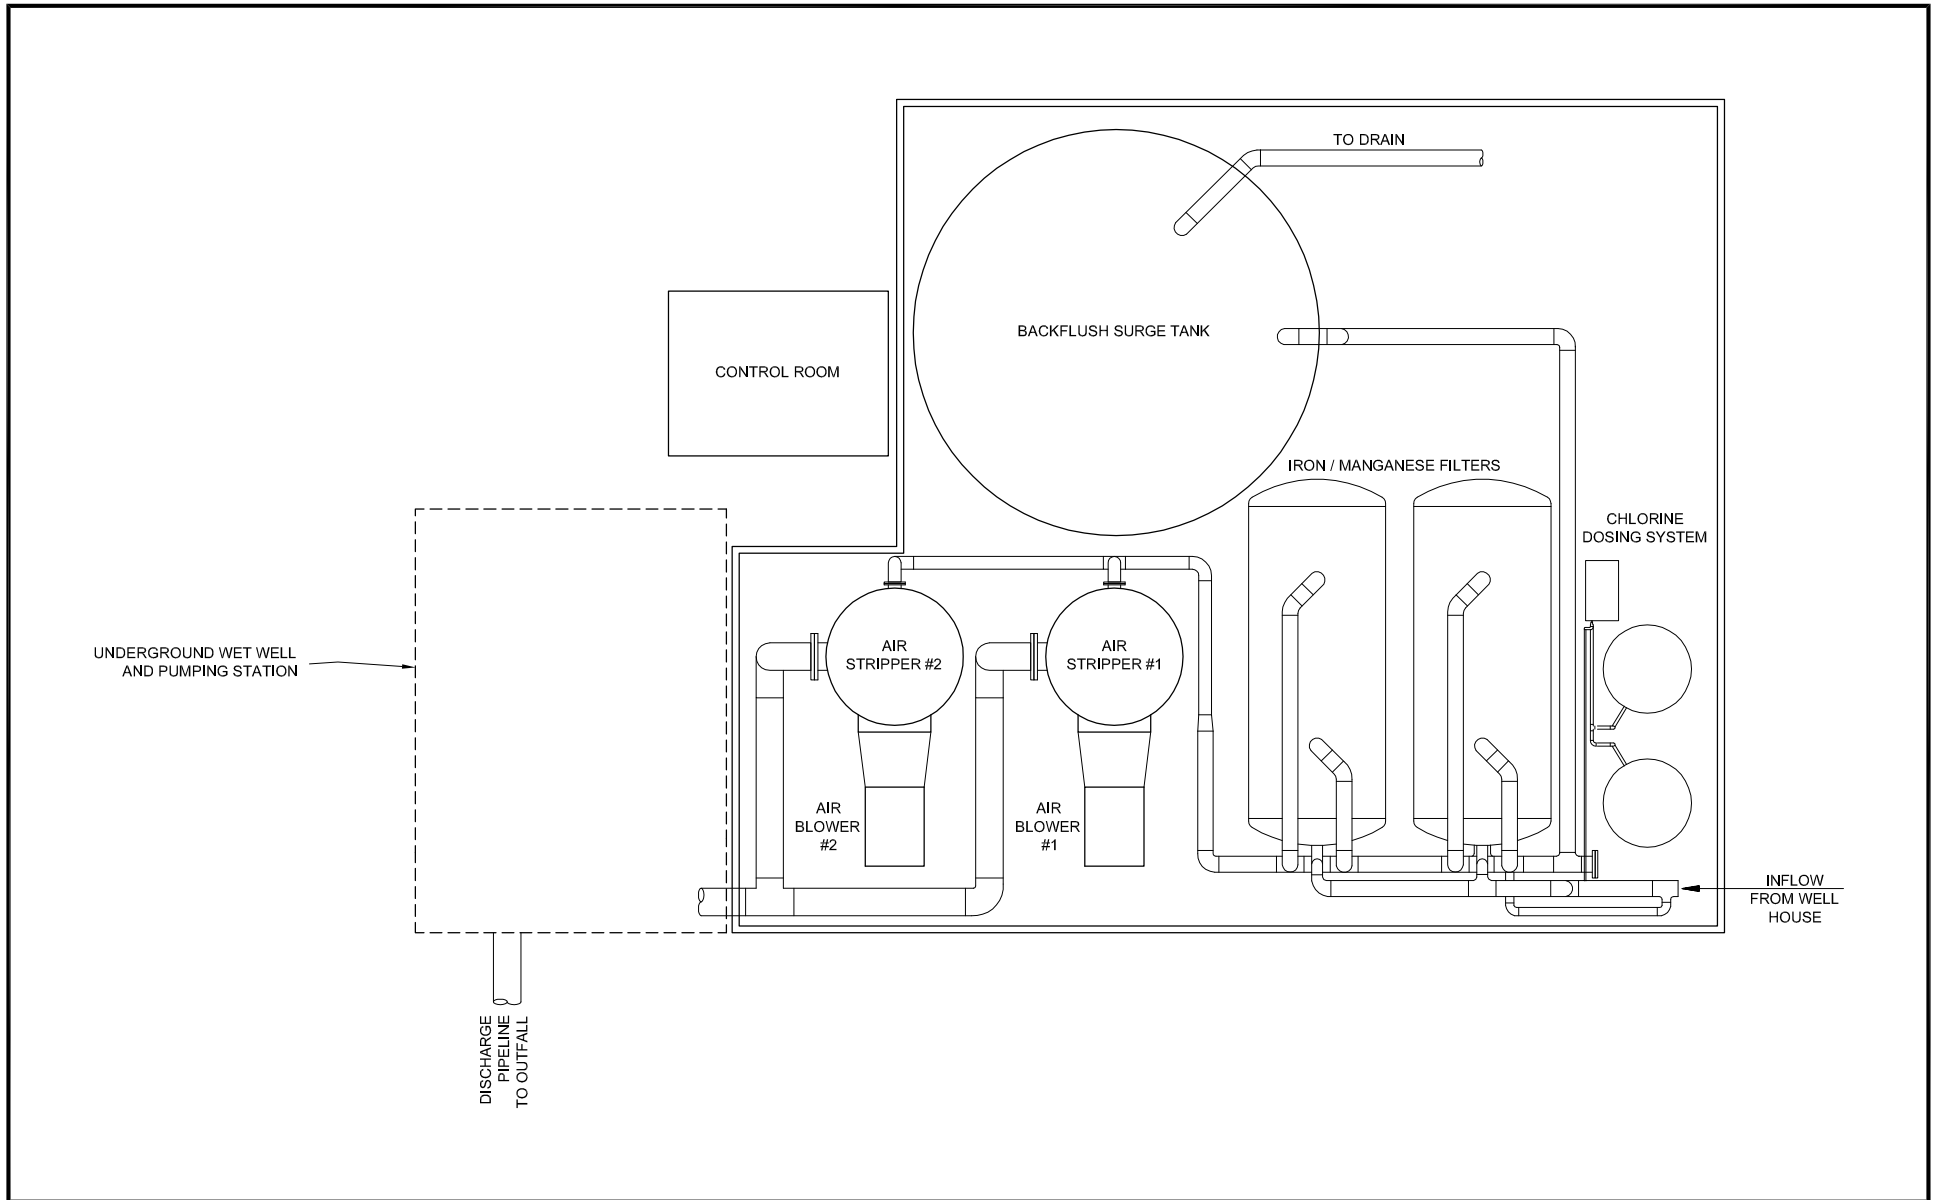 TO DRAIN
BACKFLUSH SURGE TANK
CONTROL ROOM
IRON / MANGANESE FILTERS
CHLORINE
DOSING SYSTEM
UNDERGROUND WET WELL
AND PUMPING STATION
AIR
STRIPPER #2
AIR
STRIPPER #1
AIR
BLOWER
#2
AIR
BLOWER
#1
INFLOW
FROM WELL
HOUSE
DISCHARGE
PIPELINE
TO OUTFALL